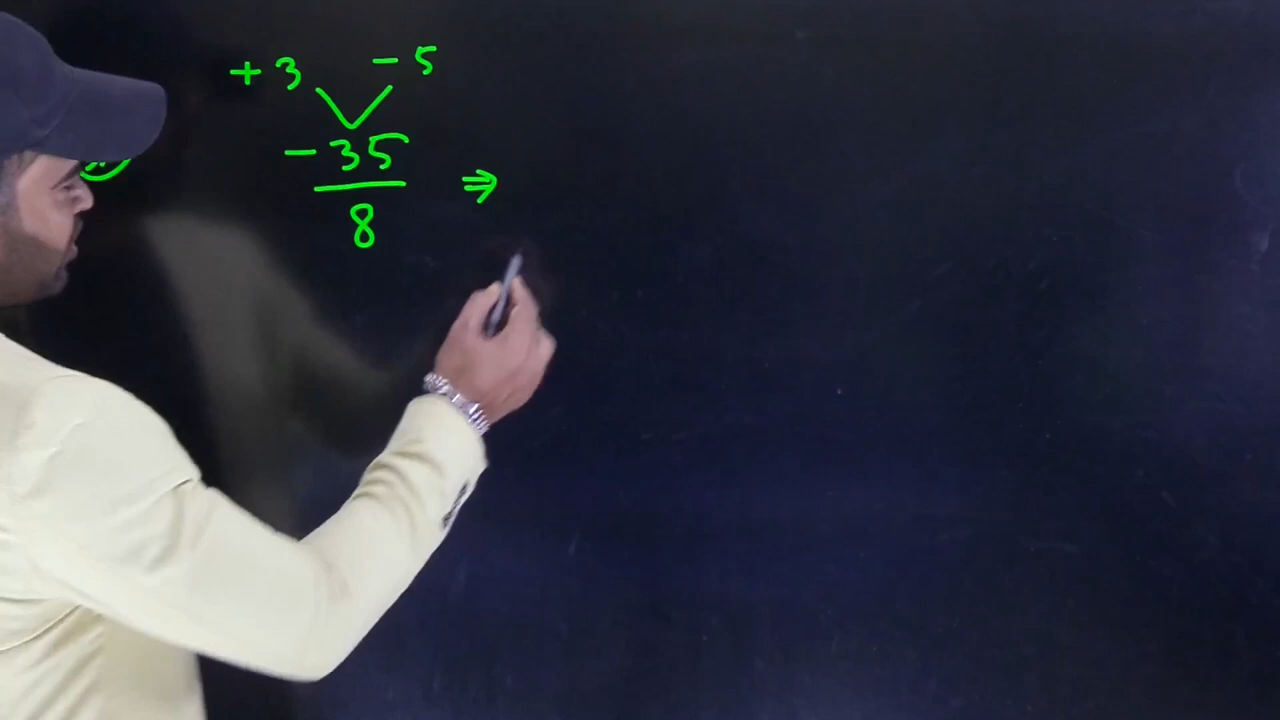 + 3 - 5
- 35 ⇒
8